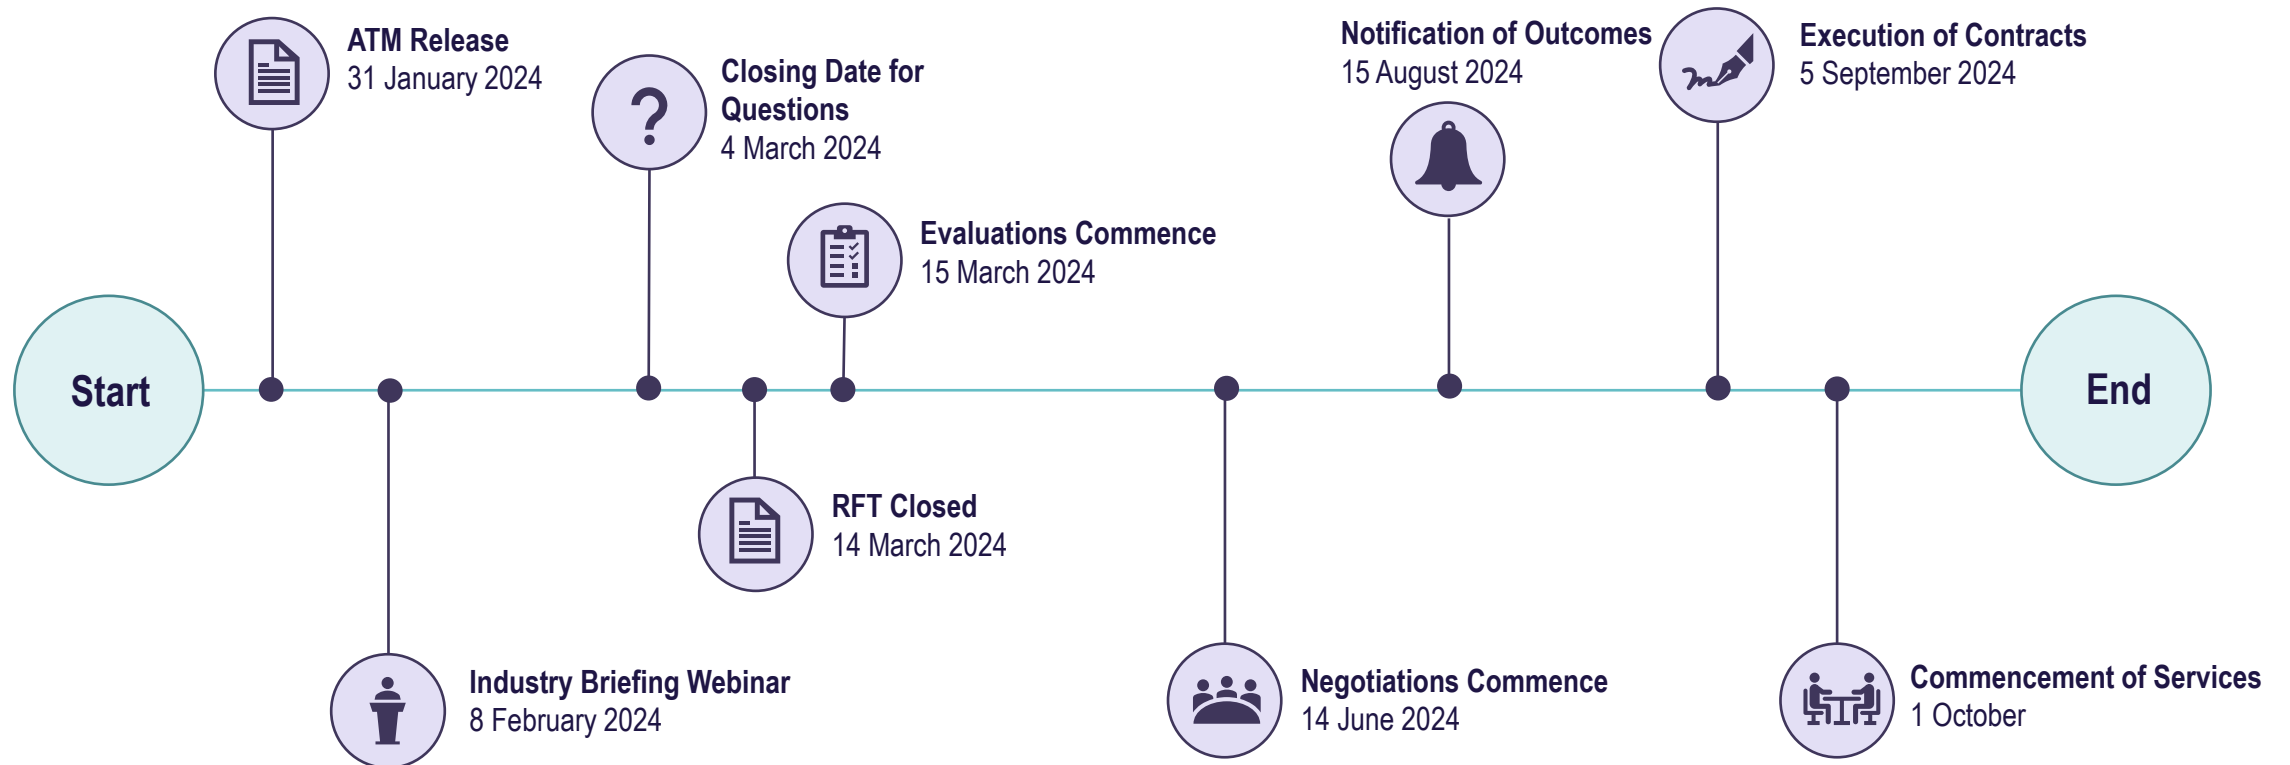 Start
ATM Release
31 January 2024
Industry Briefing Webinar
8 February 2024
?
Closing Date for
Questions
4 March 2024
RFT Closed
14 March 2024
Evaluations Commence
15 March 2024
Negotiations Commence
14 June 2024
Notification of Outcomes
15 August 2024
Execution of Contracts
5 September 2024
Commencement of Services
1 October
End